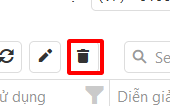 Se
ử dụng
Diễn giả